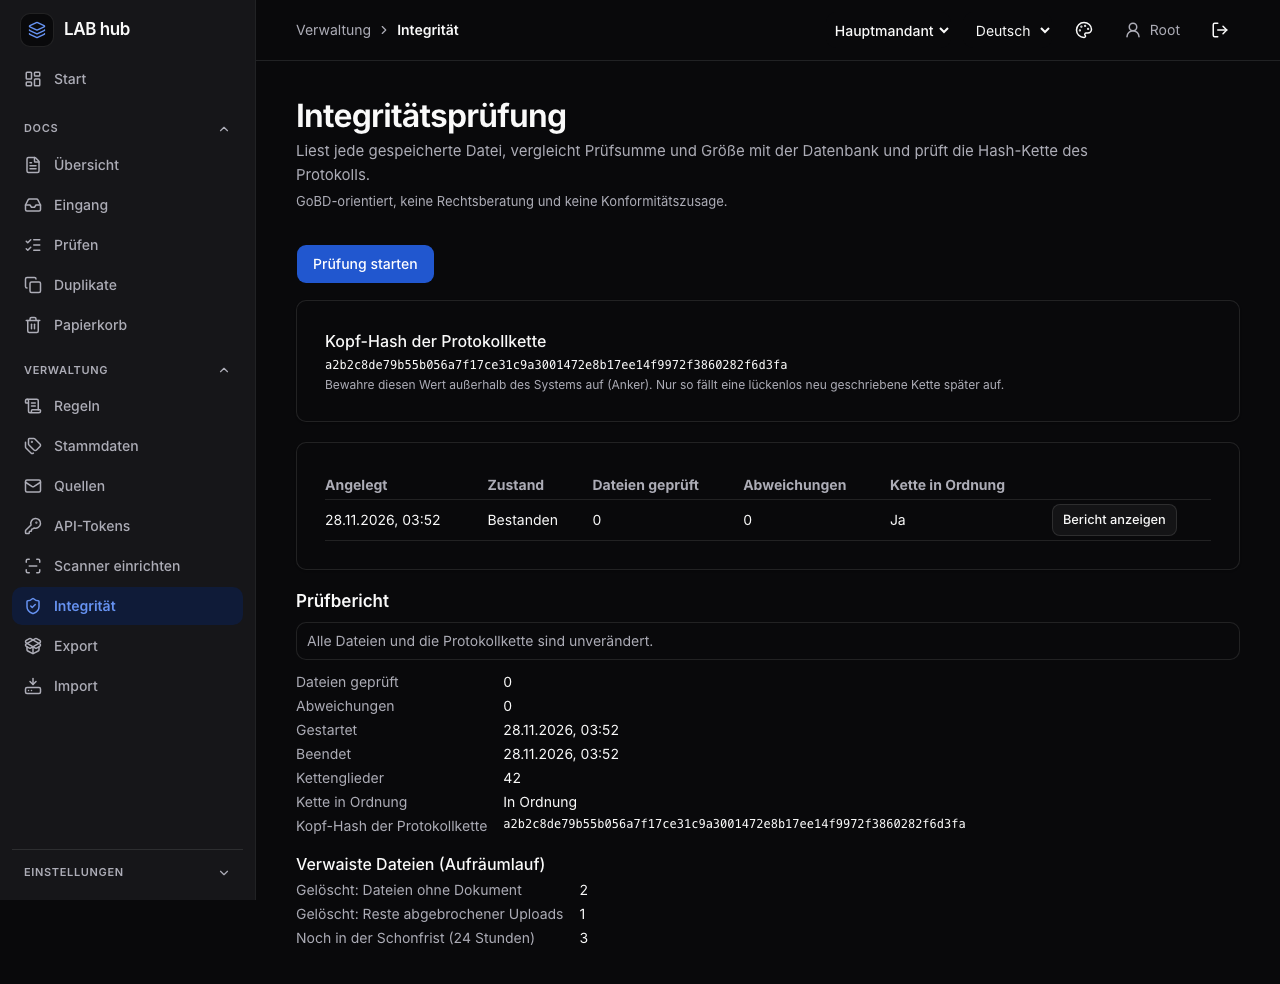 LAB hub
Start
DOCS
Übersicht
Eingang
Prüfen
Duplikate
Papierkorb
VERWALTUNG
Regeln
Stammdaten
Quellen
API-Tokens
Scanner einrichten
Integrität
Export
Import
EINSTELLUNGEN
Verwaltung > Integrität
Hauptmandant Deutsch Root
Integritätsprüfung
Liest jede gespeicherte Datei, vergleicht Prüfsumme und Größe mit der Datenbank und prüft die Hash-Kette des
Protokolls.
GoBD-orientiert, keine Rechtsberatung und keine Konformitätszusage.
Prüfung starten
Kopf-Hash der Protokollkette
a2b2c8de79b55b056a7f17ce31c9a3001472e8b17ee14f9972f3860282f6d3fa
Bewahre diesen Wert außerhalb des Systems auf (Anker). Nur so fällt eine lückenlos neu geschriebene Kette später auf.
Angelegt Zustand Dateien geprüft Abweichungen Kette in Ordnung
28.11.2026, 03:52 Bestanden 0 0 Ja Bericht anzeigen
Prüfbericht
Alle Dateien und die Protokollkette sind unverändert.
Dateien geprüft 0
Abweichungen 0
Gestartet 28.11.2026, 03:52
Beendet 28.11.2026, 03:52
Kettenglieder 42
Kette in Ordnung In Ordnung
Kopf-Hash der Protokollkette a2b2c8de79b55b056a7f17ce31c9a3001472e8b17ee14f9972f3860282f6d3fa
Verwaiste Dateien (Aufräumlauf)
Gelöscht: Dateien ohne Dokument 2
Gelöscht: Reste abgebrochener Uploads 1
Noch in der Schonfrist (24 Stunden) 3